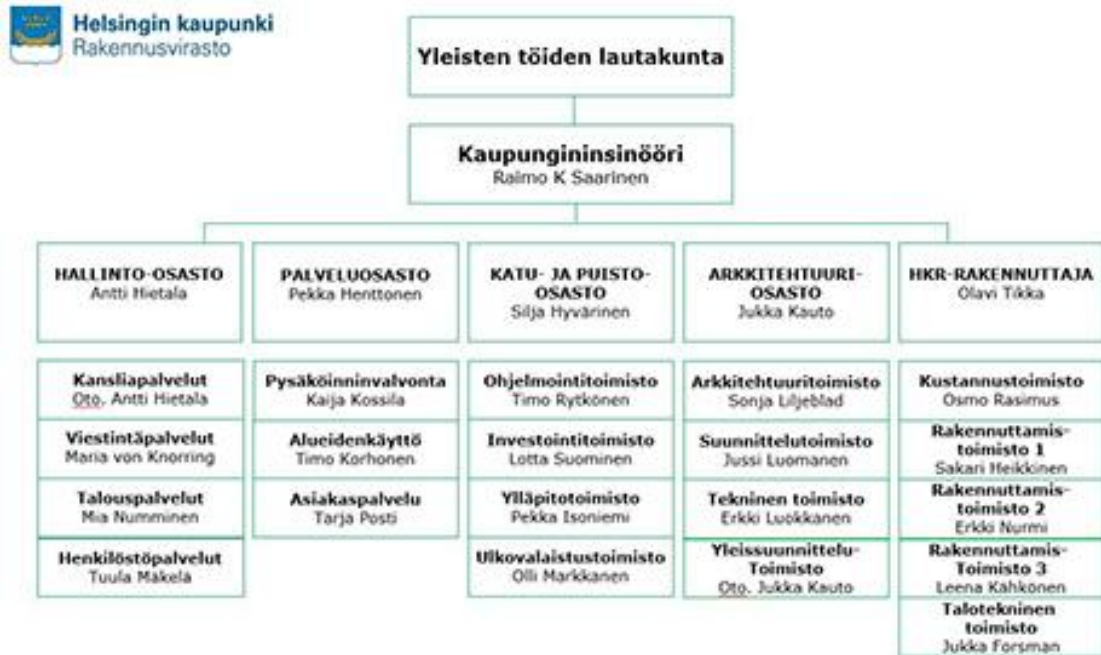 Helsingin kaupunki
Rakennusvirasto
Yleisten töiden lautakunta
Kaupungininsinööri
Raimo K Saarinen
HALLINTO-OSASTO
Antti Hietala
PALVELUOSASTO
Pekka Henttonen
KATU- JA PUISTO-
OSASTO
Silja Hyvärinen
ARKKITEHTUURI-
OSASTO
Jukka Kauto
HKR-RAKENNUTTAJA
Olavi Tikka
Kansliapalvelut
Oto. Antti Hietala
Viestintäpalvelut
Maria von Knorring
Talouspalvelut
Mia Numminen
Henkilöstöpalvelut
Tuula Mäkelä
Pysäköinninvalvonta
Kaija Kossila
Alueidenkäyttö
Timo Korhonen
Asiakaspalvelu
Tarja Posti
Ohjelmointitoimisto
Timo Rytkönen
Investointitoimisto
Lotta Suominen
Ylläpitotoimisto
Pekka Isoniemi
Ulkovalaistustoimisto
Olli Markkanen
Arkkitehtuuritoimisto
Sonja Liljeblad
Suunnittelutoimisto
Jussi Luomanen
Tekninen toimisto
Erkki Luokkanen
Yleissuunnittelu-
Toimisto
Oto. Jukka Kauto
Kustannustoimisto
Osmo Rasimus
Rakennuttamis-
toimisto 1
Sakari Heikkinen
Rakennuttamis-
toimisto 2
Erkki Nurmi
Rakennuttamis-
Toimisto 3
Leena Kähkönen
Talotekninen
toimisto
Jukka Forsman